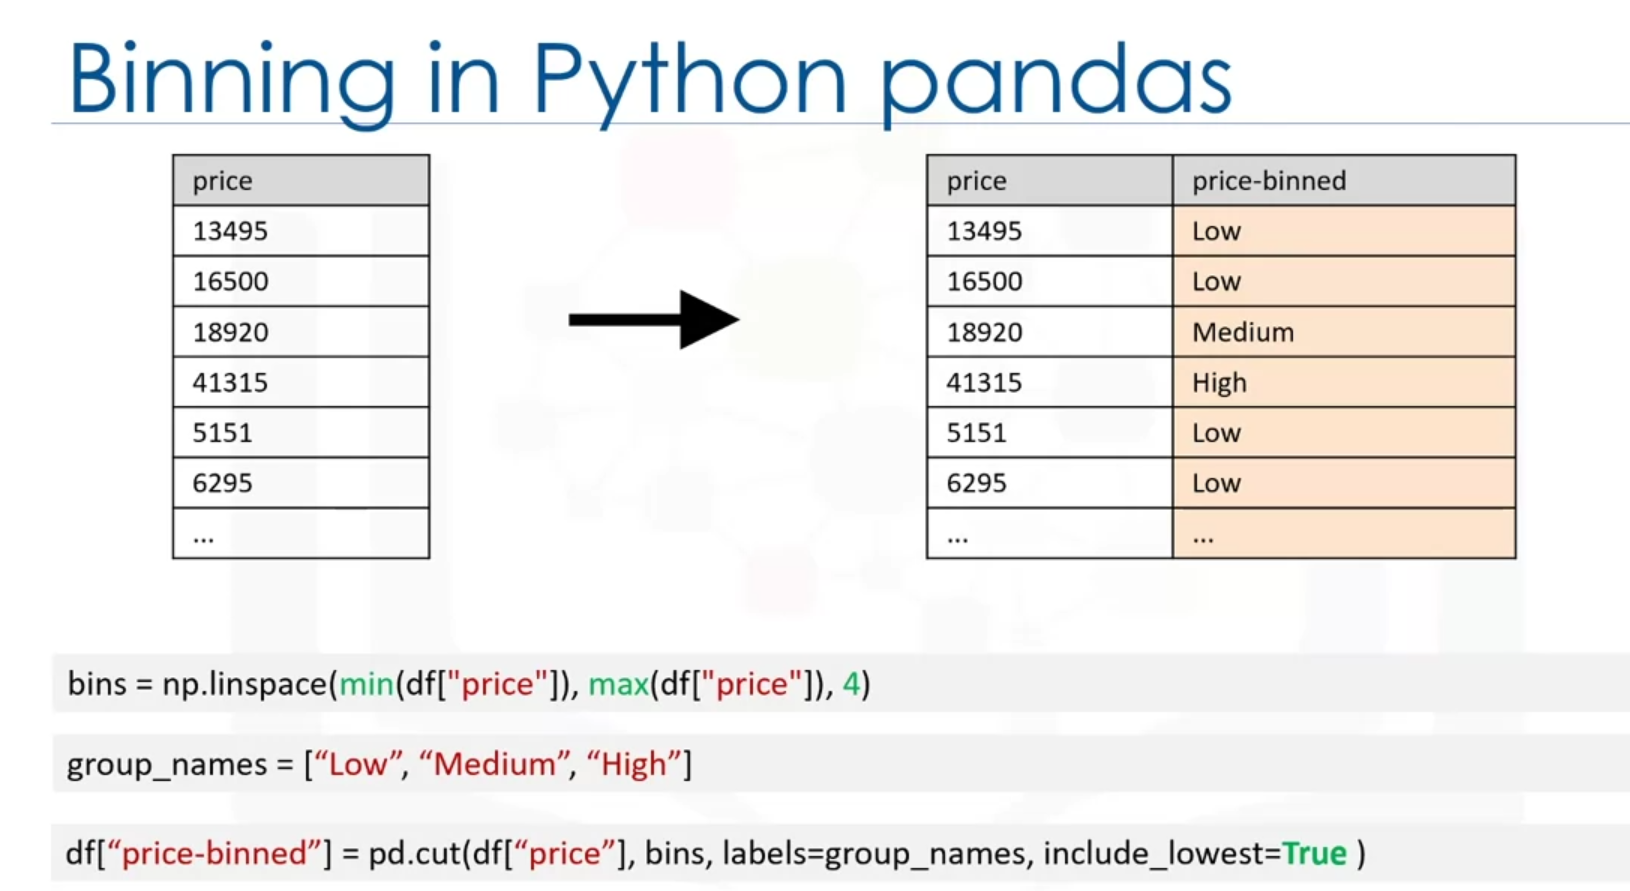 Binning in Python pandas
price
13495
16500
18920
41315
5151
6295
...
price price-binned
13495 Low
16500 Low
18920 Medium
41315 High
5151 Low
6295 Low
... ...
bins = np.linspace(min(df["price"]), max(df["price"]), 4)
group_names = [“Low”, “Medium”, “High”]
df[“price-binned”] = pd.cut(df[“price”], bins, labels=group_names, include_lowest=True )